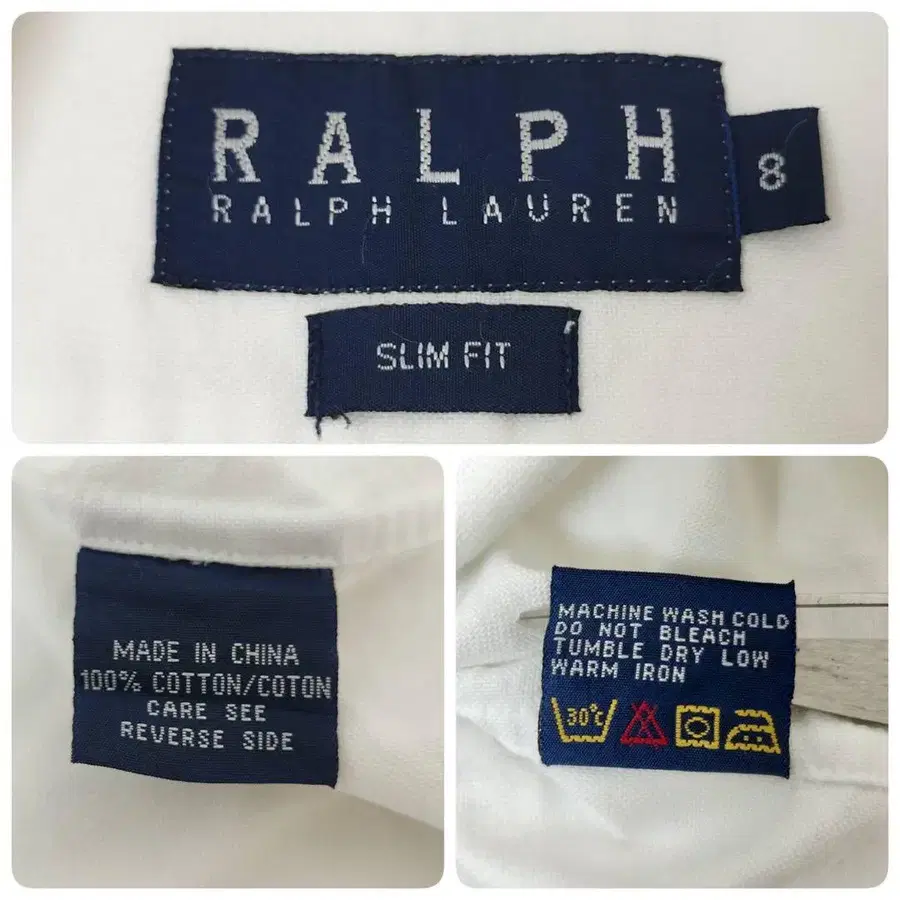 RALPH
RALPH LAUREN
8
SLIM FIT
MADE IN CHINA
100% COTTON/COTON
CARE SEE
REVERSE SIDE
MACHINE WASH COLD
DO NOT BLEACH
TUMBLE DRY LOW
WARM IRON
30°C